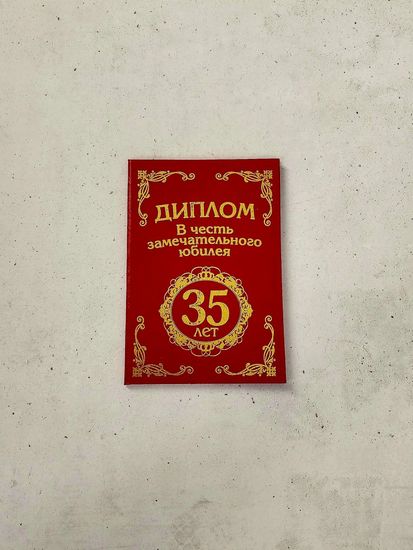 ДИПЛОМ
В честь
замечательного
юбилея
35
лет